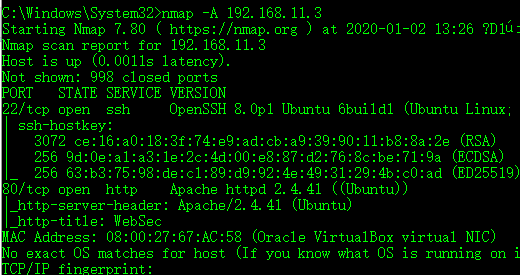 C:\Windows\System32>nmap -A 192.168.11.3
Starting Nmap 7.80 ( https://nmap.org ) at 2020-01-02 13:26
Nmap scan report for 192.168.11.3
Host is up (0.0011s latency).
Not shown: 998 closed ports
PORT   STATE SERVICE VERSION
22/tcp open  ssh     OpenSSH 8.0p1 Ubuntu 6build1 (Ubuntu Linux;
| ssh-hostkey:
|   3072 ce:16:a0:18:3f:74:e9:ad:cb:a9:39:90:11:b8:8a:2e (RSA)
|   256 9d:0e:a1:a3:1e:2c:4d:00:e8:87:d2:76:8c:be:71:9a (ECDSA)
|_  256 63:b3:75:98:de:c1:89:d9:92:4e:49:31:29:4b:c0:ad (ED25519)
80/tcp open  http    Apache httpd 2.4.41 ((Ubuntu))
|_http-server-header: Apache/2.4.41 (Ubuntu)
|_http-title: WebSec
MAC Address: 08:00:27:67:AC:58 (Oracle VirtualBox virtual NIC)
No exact OS matches for host (If you know what OS is running on i
TCP/IP fingerprint: